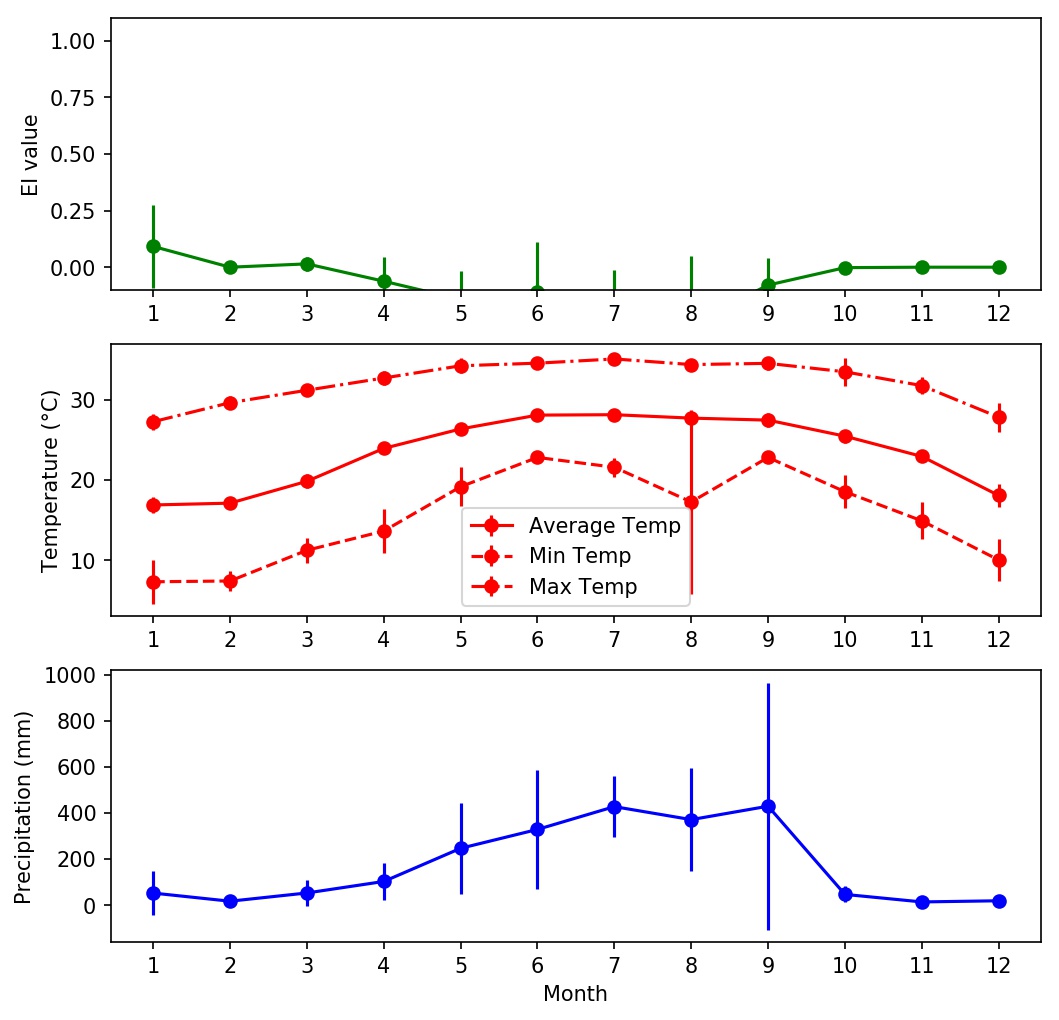 EI value
1.00
0.75
0.50
0.25
0.00
1 2 3 4 5 6 7 8 9 10 11 12
Temperature (°C)
30
20
10
Average Temp
Min Temp
Max Temp
1 2 3 4 5 6 7 8 9 10 11 12
Precipitation (mm)
1000
800
600
400
200
0
1 2 3 4 5 6 7 8 9 10 11 12
Month